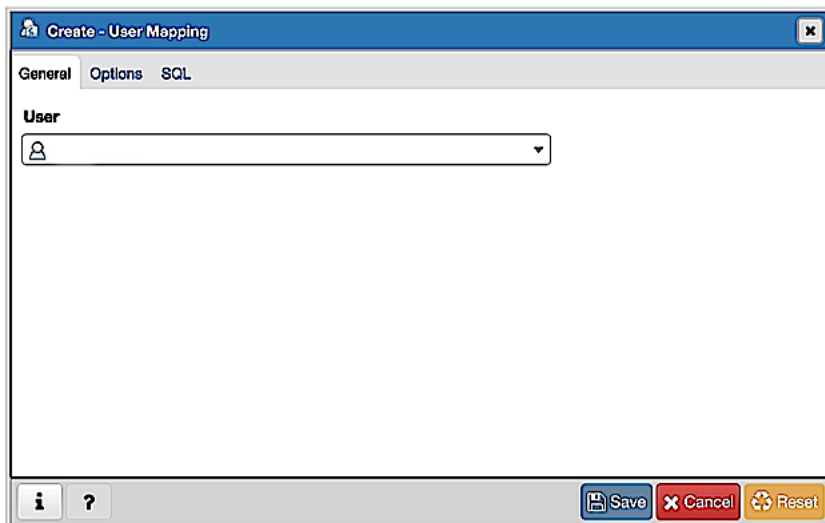 Create - User Mapping
General Options SQL
User
i ? Save Cancel Reset